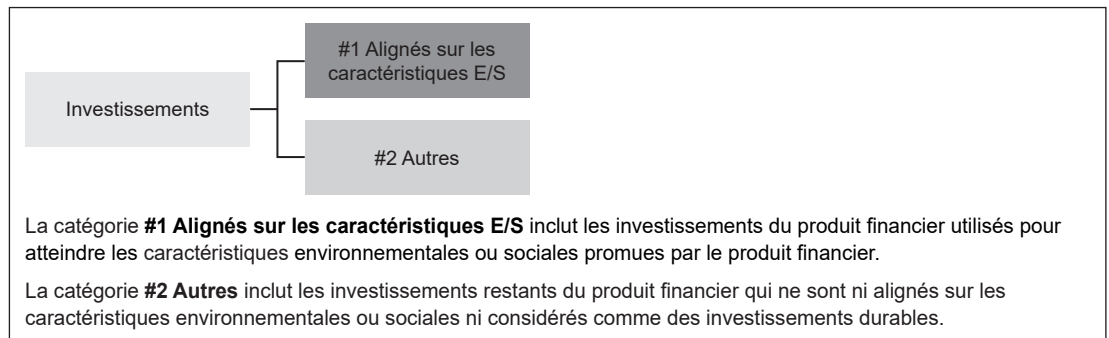 #1 Alignés sur les
caractéristiques E/S
Investissements
#2 Autres
La catégorie #1 Alignés sur les caractéristiques E/S inclut les investissements du produit financier utilisés pour
atteindre les caractéristiques environnementales ou sociales promues par le produit financier.
La catégorie #2 Autres inclut les investissements restants du produit financier qui ne sont ni alignés sur les
caractéristiques environnementales ou sociales ni considérés comme des investissements durables.